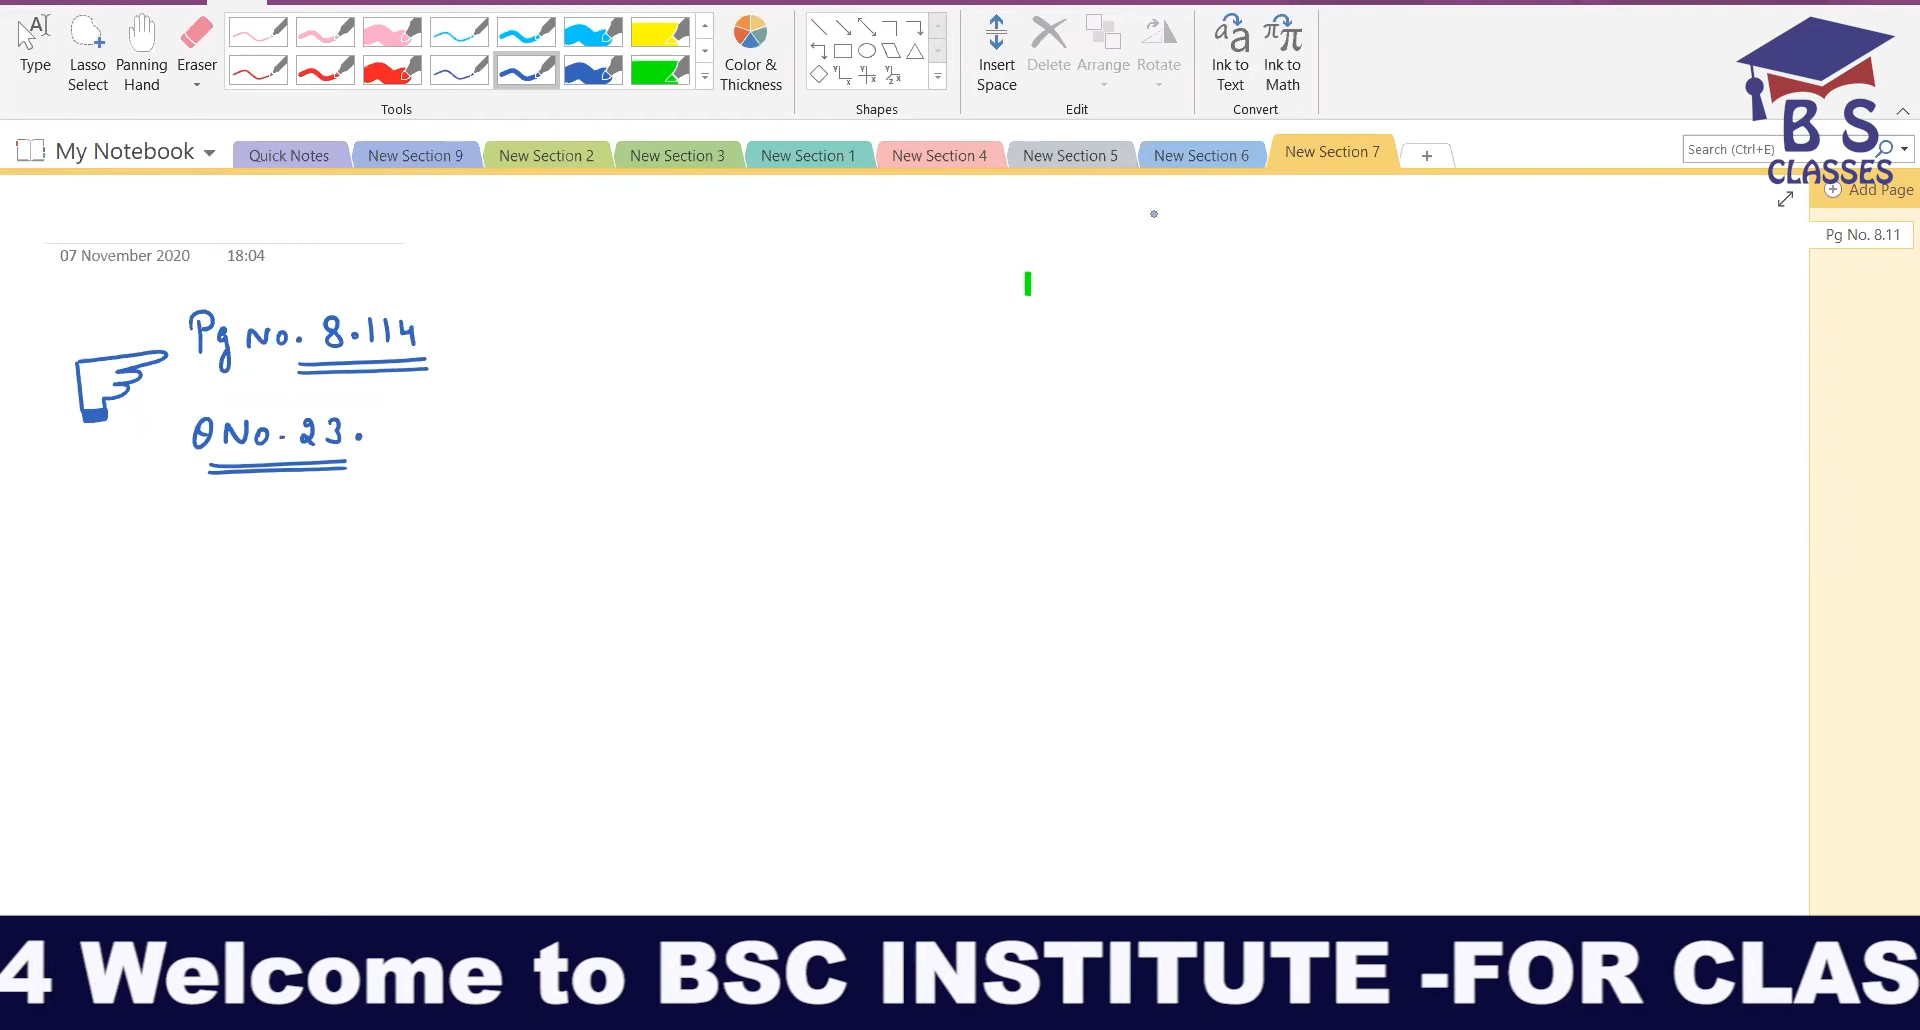 Type
Lasso Select
Panning Hand
Eraser
Color & Thickness
Insert Space
Delete
Arrange
Rotate
Ink to Text
Ink to Math
Tools
Shapes
Edit
Convert
B S
CLASSES
My Notebook
Quick Notes
New Section 9
New Section 2
New Section 3
New Section 1
New Section 4
New Section 5
New Section 6
New Section 7
Search (Ctrl+E)
Add Page
Pg No. 8.11
07 November 2020 18:04
Pg No. 8.114
Q No. 23.
4 Welcome to BSC INSTITUTE -FOR CLAS